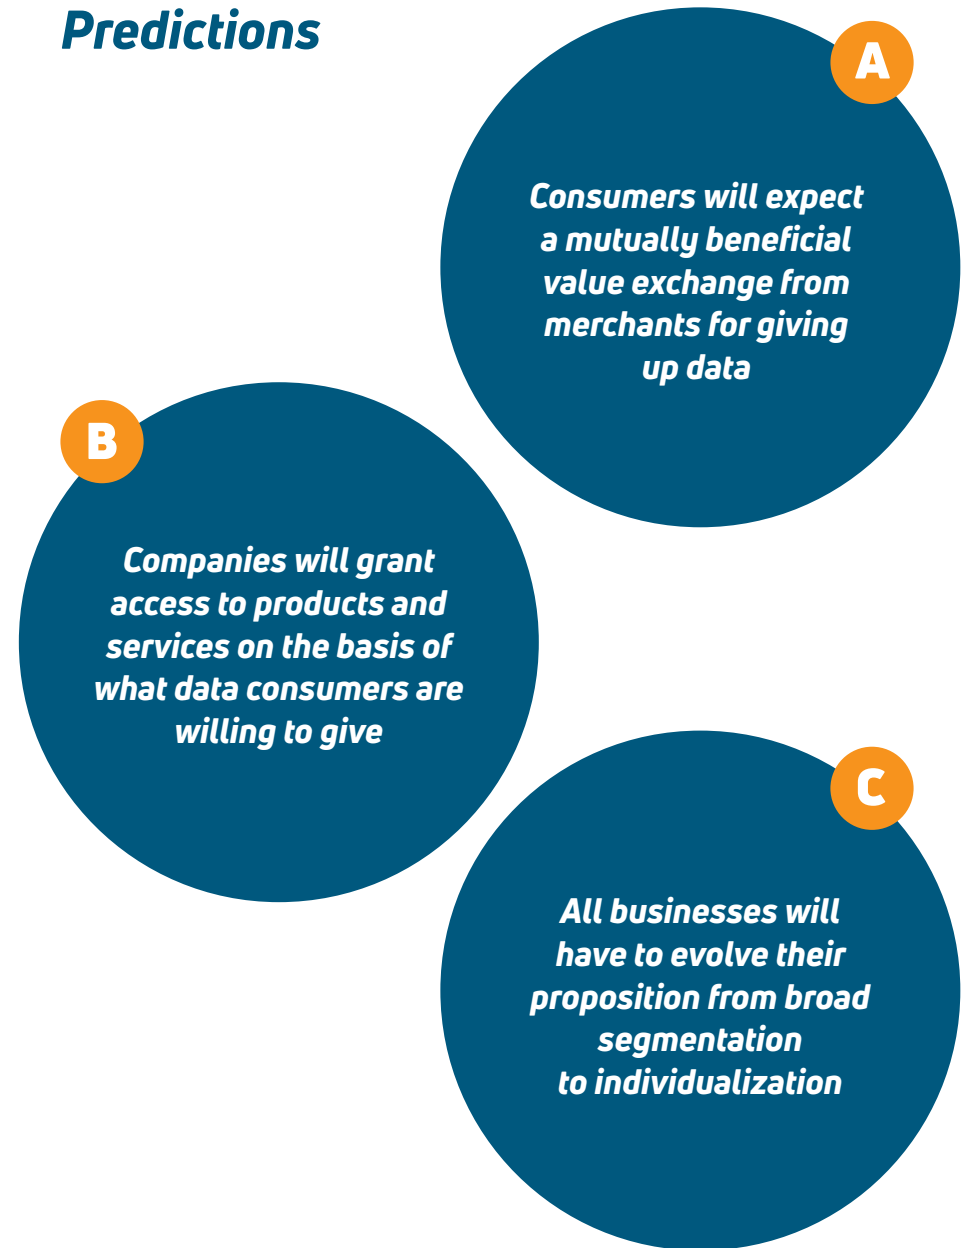 Predictions
A
Consumers will expect
a mutually beneficial
value exchange from
merchants for giving
up data
B
Companies will grant
access to products and
services on the basis of
what data consumers are
willing to give
C
All businesses will
have to evolve their
proposition from broad
segmentation
to individualization